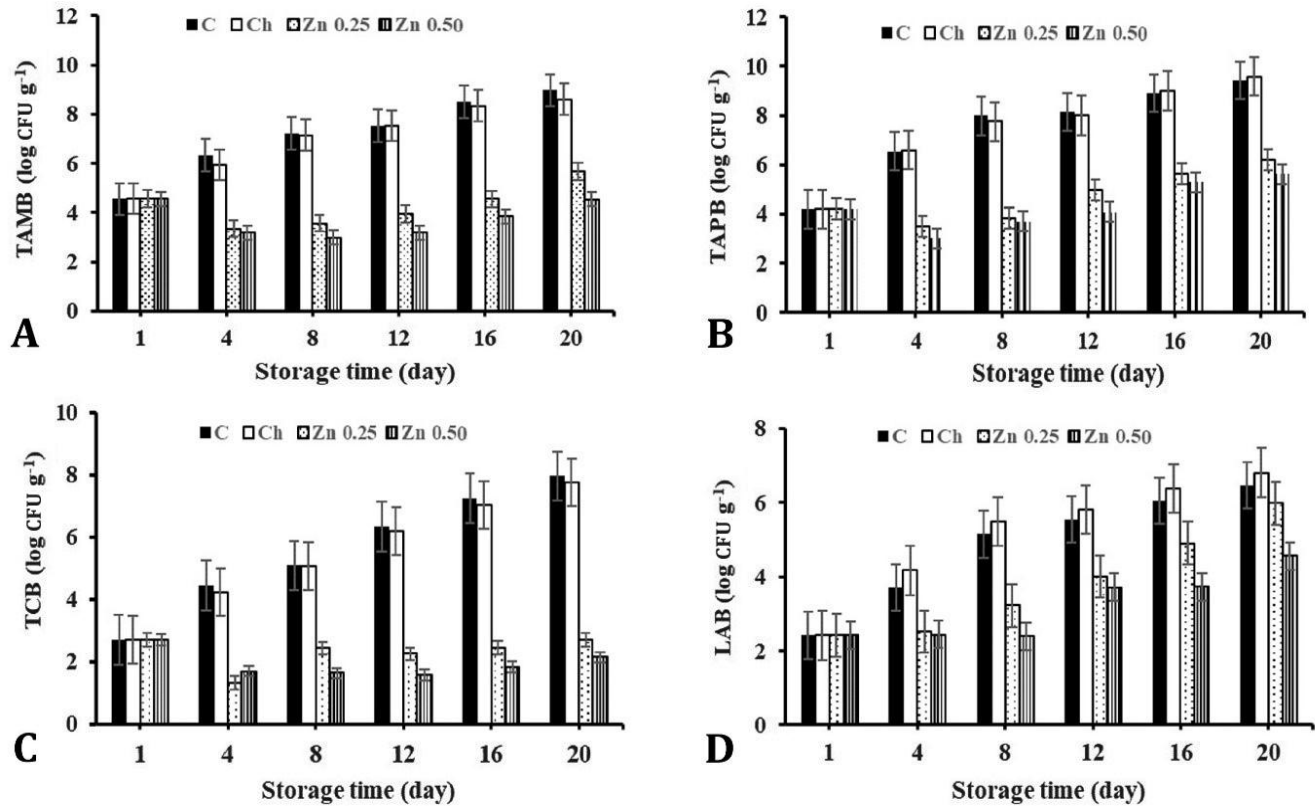 12
10
8
6
4
2
0
TAMB (log CFU g⁻¹)
C Ch Zn 0.25 Zn 0.50
1 4 8 12 16 20
Storage time (day)
A
12
10
8
6
4
2
0
TAPB (log CFU g⁻¹)
C Ch Zn 0.25 Zn 0.50
1 4 8 12 16 20
Storage time (day)
B
10
8
6
4
2
0
TCB (log CFU g⁻¹)
C Ch Zn 0.25 Zn 0.50
1 4 8 12 16 20
Storage time (day)
C
8
6
4
2
0
LAB (log CFU g⁻¹)
C Ch Zn 0.25 Zn 0.50
1 4 8 12 16 20
Storage time (day)
D